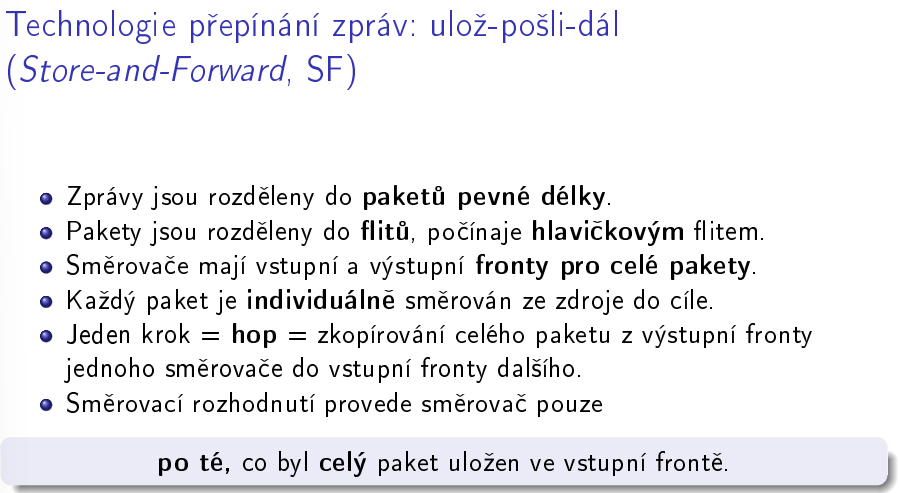 Technologie přepínání zpráv: ulož-pošli-dál
(Store-and-Forward, SF)
Zprávy jsou rozděleny do paketů pevné délky.
Pakety jsou rozděleny do flitů, počínaje hlavičkovým flitem.
Směrovače mají vstupní a výstupní fronty pro celé pakety.
Každý paket je individuálně směrován ze zdroje do cíle.
Jeden krok = hop = zkopírování celého paketu z výstupní fronty
jednoho směrovače do vstupní fronty dalšího.
Směrovací rozhodnutí provede směrovač pouze
po té, co byl celý paket uložen ve vstupní frontě.